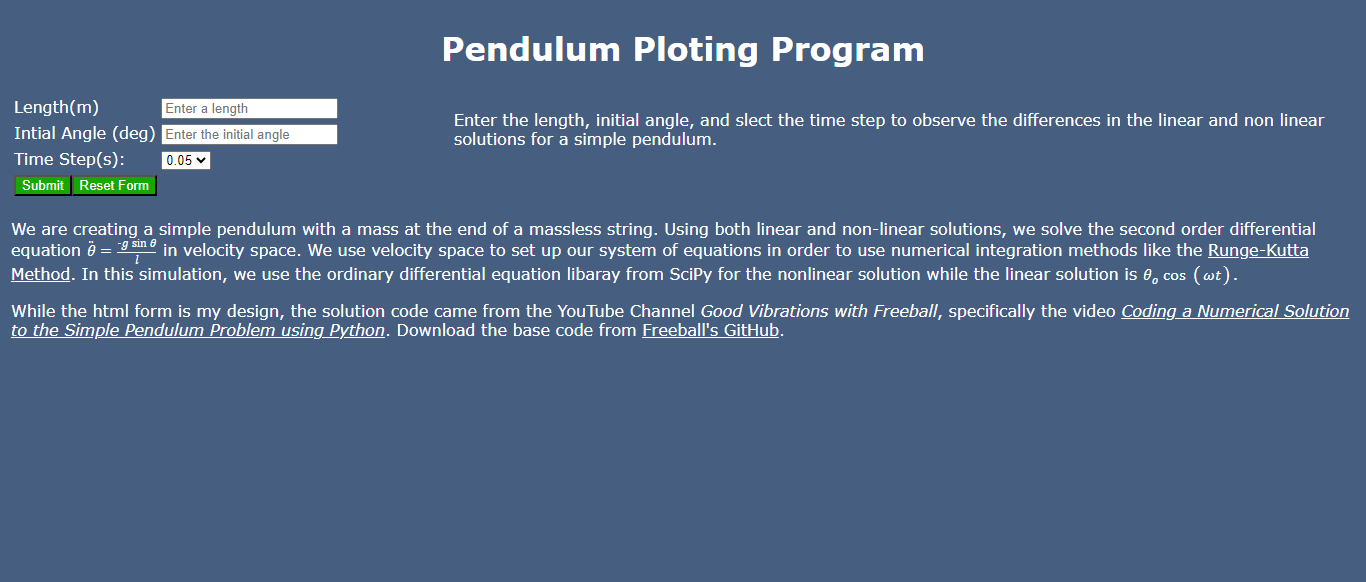 Pendulum Ploting Program
Length(m) Enter a length
Intial Angle (deg) Enter the initial angle
Time Step(s): 0.05
Submit Reset Form
Enter the length, initial angle, and slect the time step to observe the differences in the linear and non linear
solutions for a simple pendulum.
We are creating a simple pendulum with a mass at the end of a massless string. Using both linear and non-linear solutions, we solve the second order differential
equation θ̈ = -g sin θ / l in velocity space. We use velocity space to set up our system of equations in order to use numerical integration methods like the Runge-Kutta
Method. In this simulation, we use the ordinary differential equation libaray from SciPy for the nonlinear solution while the linear solution is θₒ cos (ωt).
While the html form is my design, the solution code came from the YouTube Channel Good Vibrations with Freeball, specifically the video Coding a Numerical Solution
to the Simple Pendulum Problem using Python. Download the base code from Freeball's GitHub.